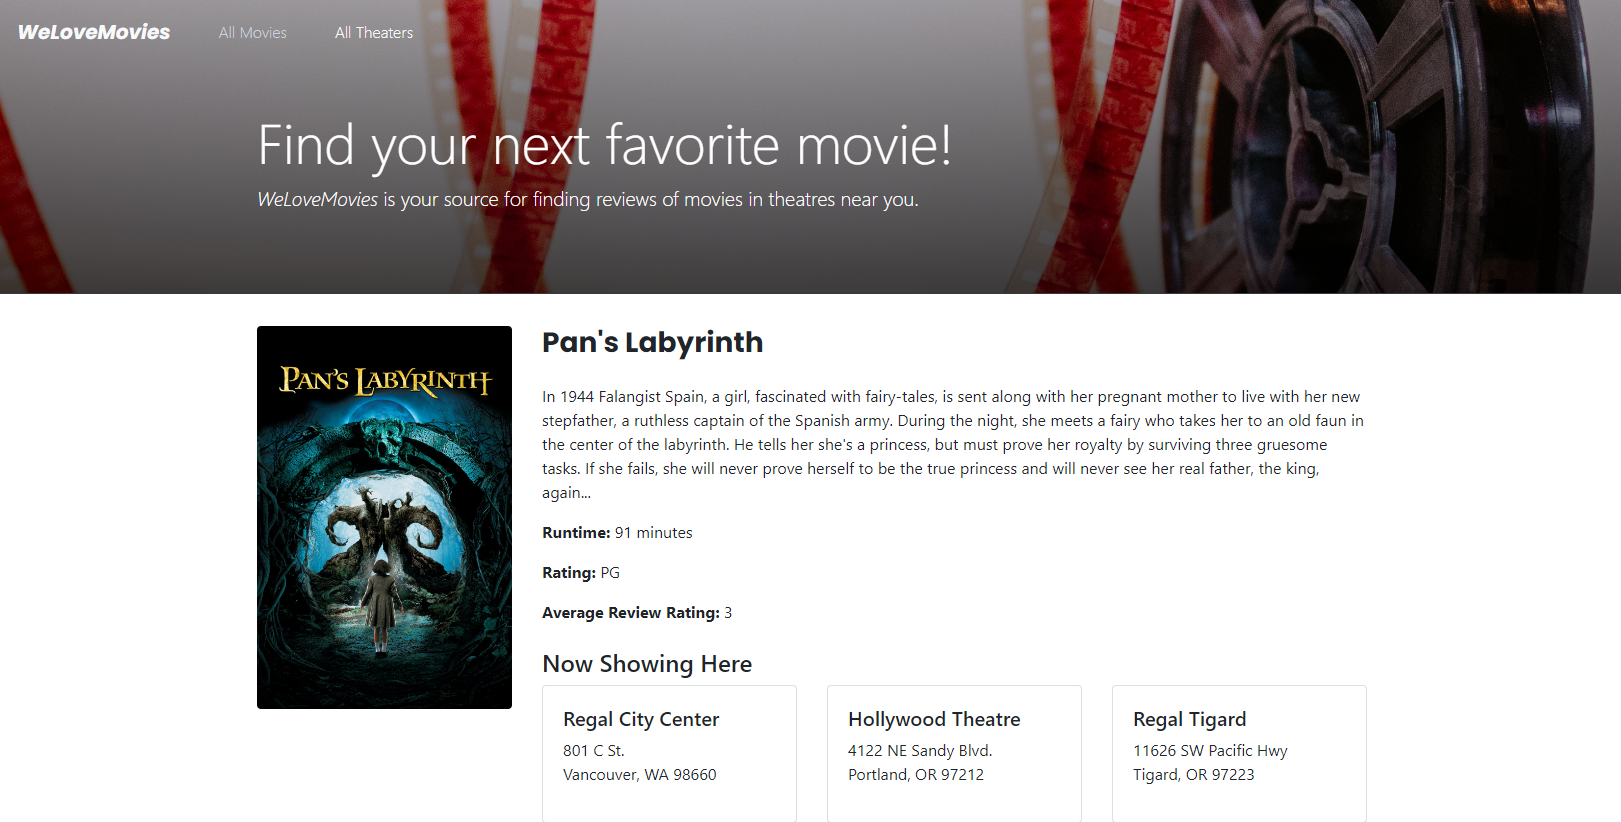 WeLoveMovies All Movies All Theaters
Find your next favorite movie!
WeLoveMovies is your source for finding reviews of movies in theatres near you.
PAN'S LABYRINTH
Pan's Labyrinth
In 1944 Falangist Spain, a girl, fascinated with fairy-tales, is sent along with her pregnant mother to live with her new
stepfather, a ruthless captain of the Spanish army. During the night, she meets a fairy who takes her to an old faun in
the center of the labyrinth. He tells her she's a princess, but must prove her royalty by surviving three gruesome
tasks. If she fails, she will never prove herself to be the true princess and will never see her real father, the king,
again...
Runtime: 91 minutes
Rating: PG
Average Review Rating: 3
Now Showing Here
Regal City Center
801 C St.
Vancouver, WA 98660
Hollywood Theatre
4122 NE Sandy Blvd.
Portland, OR 97212
Regal Tigard
11626 SW Pacific Hwy
Tigard, OR 97223